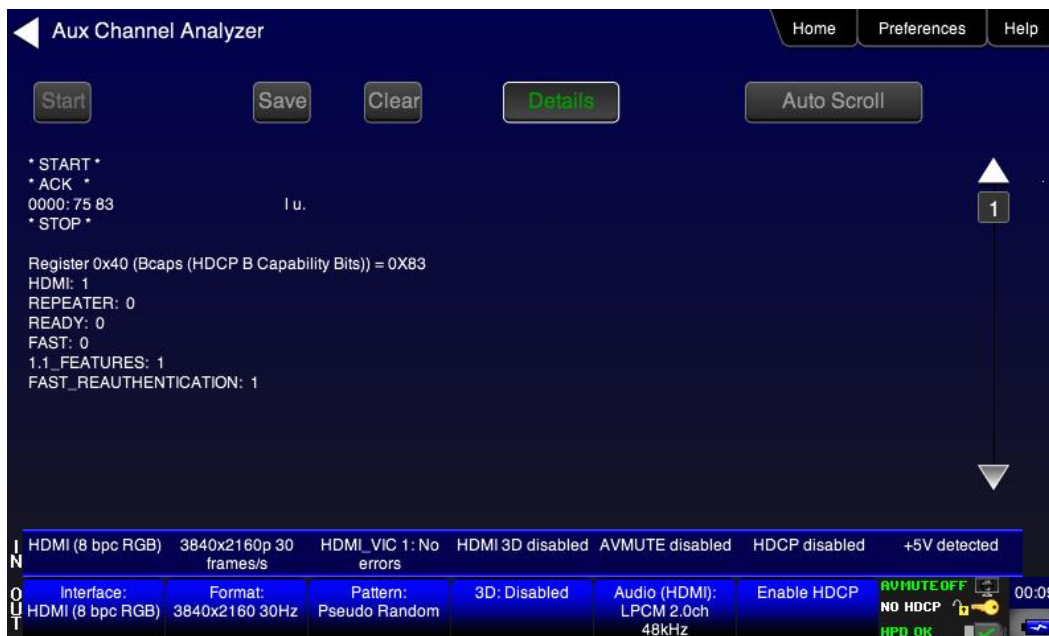 Aux Channel Analyzer
Home
Preferences
Help
Start
Save
Clear
Details
Auto Scroll
* START *
* ACK *
0000: 75 83 l u.
* STOP *
1
Register 0x40 (Bcaps (HDCP B Capability Bits)) = 0X83
HDMI: 1
REPEATER: 0
READY: 0
FAST: 0
1.1_FEATURES: 1
FAST_REAUTHENTICATION: 1
IN
HDMI (8 bpc RGB)
3840x2160p 30
frames/s
HDMI_VIC 1: No
errors
HDMI 3D disabled
AVMUTE disabled
HDCP disabled
+5V detected
OUT
Interface:
HDMI (8 bpc RGB)
Format:
3840x2160 30Hz
Pattern:
Pseudo Random
3D: Disabled
Audio (HDMI):
LPCM 2.0ch
48kHz
Enable HDCP
AVMUTEOFF
NO HDCP
HPD OK